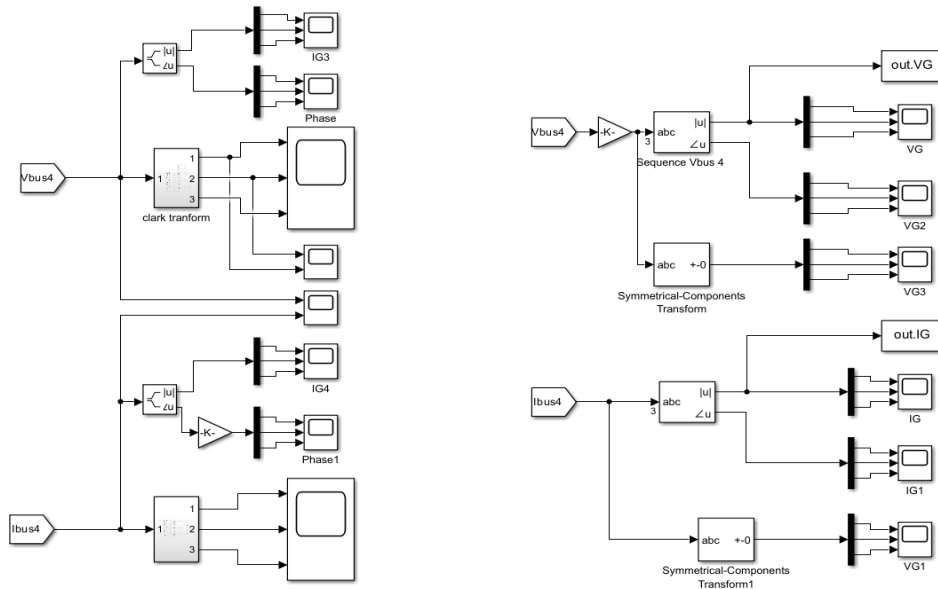 |u|
∠u
IG3
Phase
Vbus4
1
1
2
3
clark tranform
|u|
∠u
IG4
-K-
Phase1
Ibus4
1
1
2
3
out.VG
Vbus4
-K-
3
abc
|u|
∠u
Sequence Vbus 4
VG
VG2
abc
+-0
Symmetrical-Components
Transform
VG3
out.IG
Ibus4
3
abc
|u|
∠u
IG
IG1
abc
+-0
Symmetrical-Components
Transform1
VG1